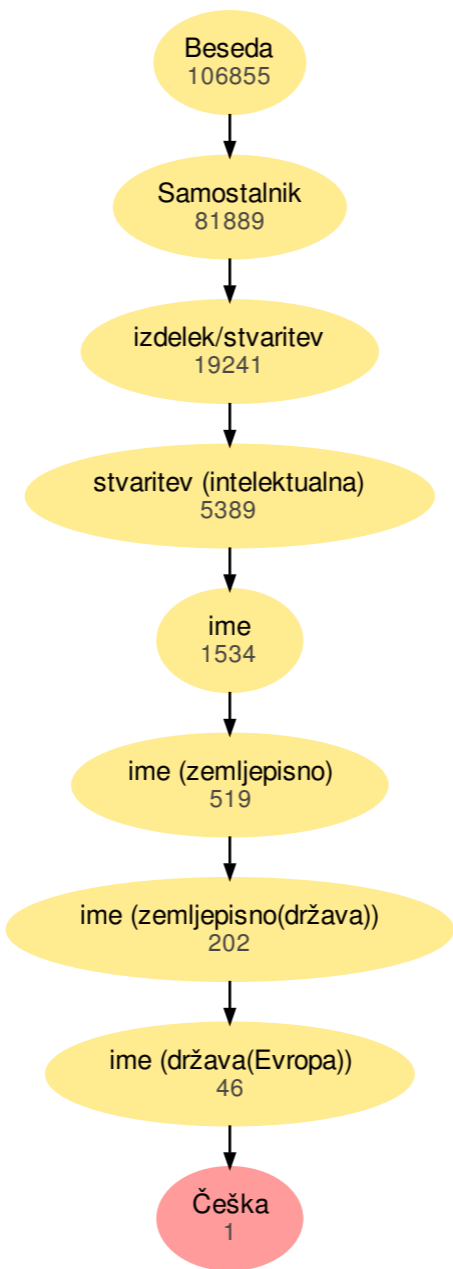 Beseda
106855
Samostalnik
81889
izdelek/stvaritev
19241
stvaritev (intelektualna)
5389
ime
1534
ime (zemljepisno)
519
ime (zemljepisno(država))
202
ime (država(Evropa))
46
Češka
1